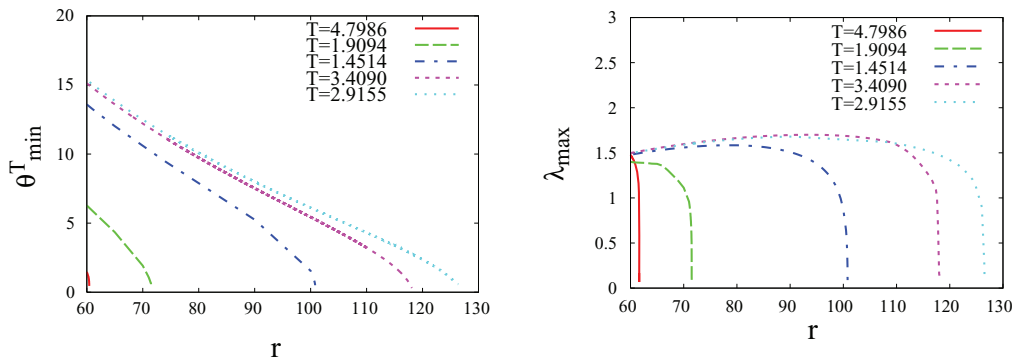 20
15
10
5
0
60 70 80 90 100 110 120 130
r
θᵀmin
T=4.7986
T=1.9094
T=1.4514
T=3.4090
T=2.9155
3
2.5
2
1.5
1
0.5
0
60 70 80 90 100 110 120 130
r
λmax
T=4.7986
T=1.9094
T=1.4514
T=3.4090
T=2.9155